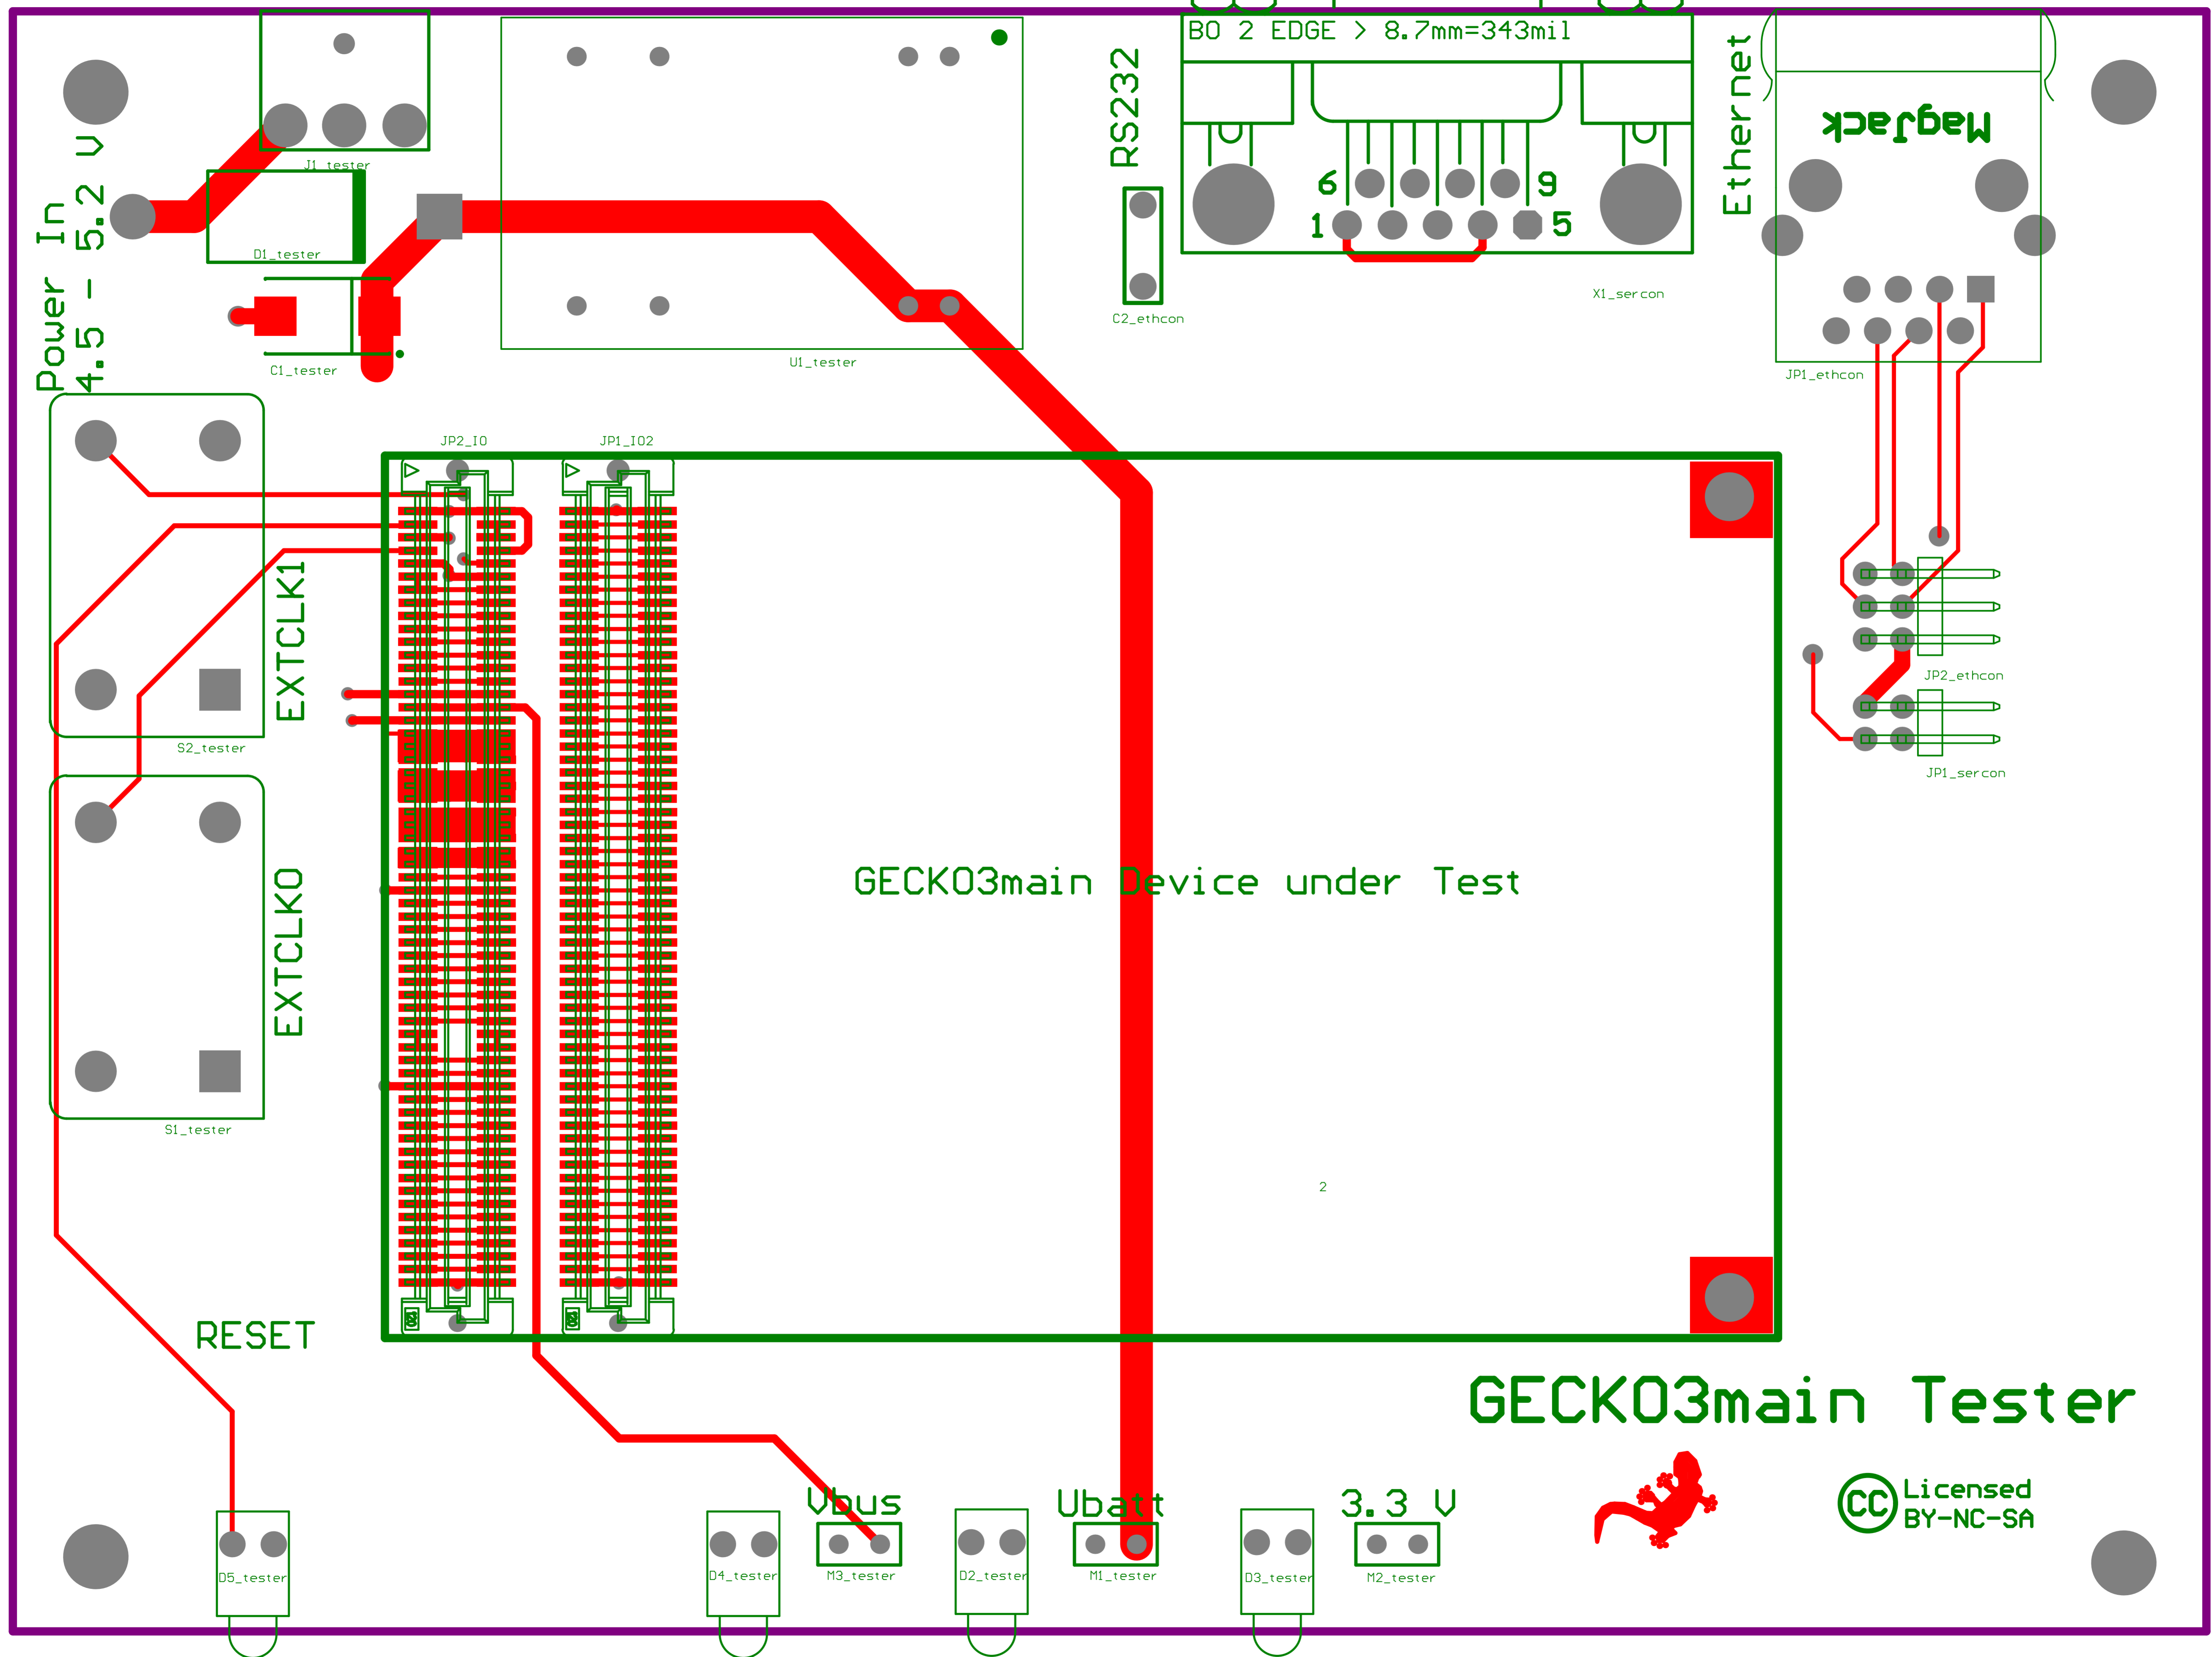 BO 2 EDGE > 8.7mm=343mil
RS232
Ethernet
MagJack
Power In
4.5 - 5.2 V
J1_tester
D1_tester
C1_tester
U1_tester
C2_ethcon
6
9
1
5
X1_sercon
JP1_ethcon
JP2_IO
JP1_IO2
EXTCLK1
S2_tester
JP2_ethcon
JP1_sercon
EXTCLK0
GECKO3main Device under Test
S1_tester
2
RESET
GECKO3main Tester
Vbus
Ubatt
3.3 V
CC
Licensed
BY-NC-SA
D5_tester
D4_tester
M3_tester
D2_tester
M1_tester
D3_tester
M2_tester